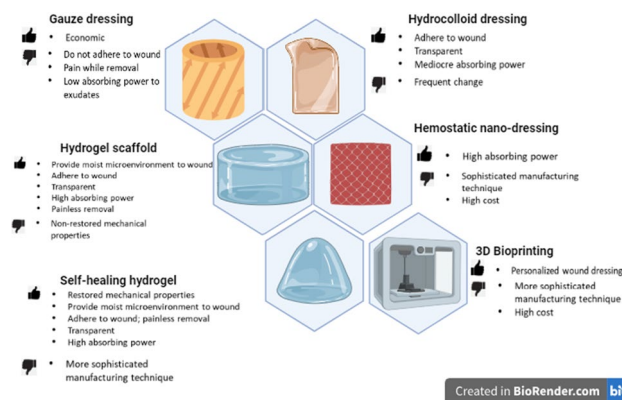 Gauze dressing
• Economic
• Do not adhere to wound
• Pain while removal
• Low absorbing power to
exudates
Hydrocolloid dressing
• Adhere to wound
• Transparent
• Mediocre absorbing power
• Frequent change
Hydrogel scaffold
• Provide moist microenvironment to wound
• Adhere to wound
• Transparent
• High absorbing power
• Painless removal
• Non-restored mechanical
properties
Hemostatic nano-dressing
• High absorbing power
• Sophisticated manufacturing
technique
• High cost
Self-healing hydrogel
• Restored mechanical properties
• Provide moist microenvironment to wound
• Adhere to wound; painless removal
• Transparent
• High absorbing power
• More sophisticated
manufacturing technique
3D Bioprinting
• Personalized wound dressing
• More sophisticated
manufacturing technique
• High cost
Created in BioRender.com bi